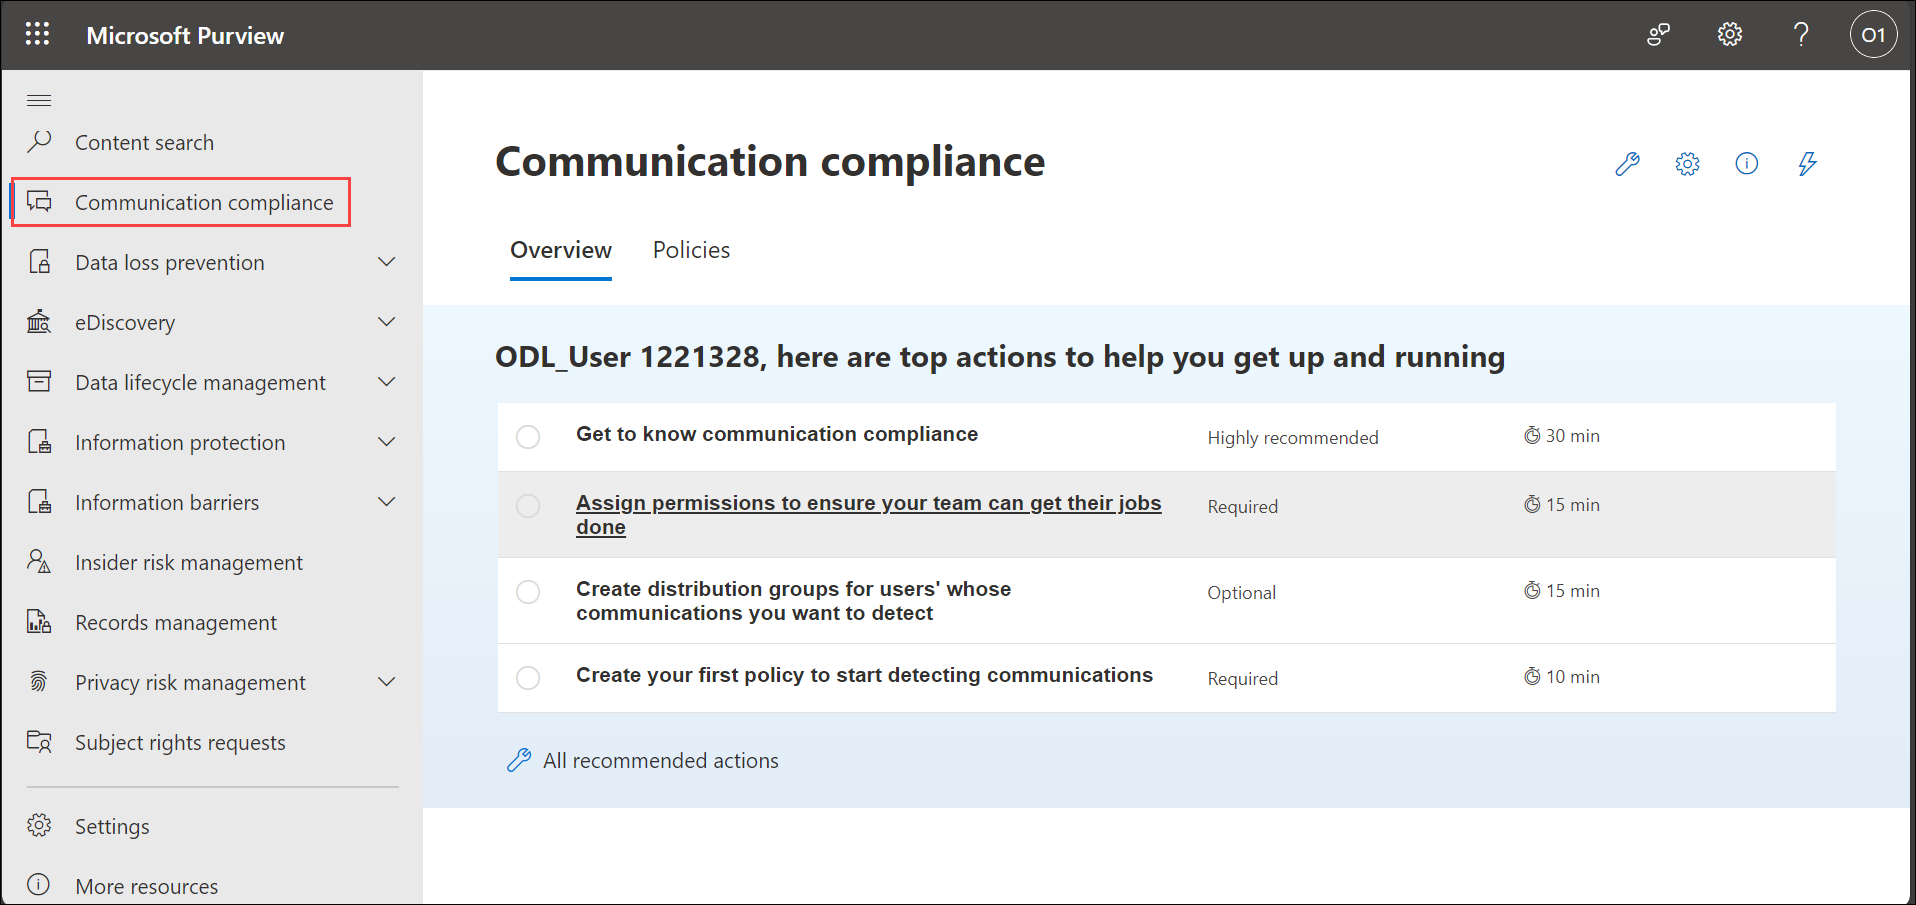 Microsoft Purview
O1
Content search
Communication compliance
Data loss prevention
eDiscovery
Data lifecycle management
Information protection
Information barriers
Insider risk management
Records management
Privacy risk management
Subject rights requests
Settings
More resources
Communication compliance
Overview Policies
ODL_User 1221328, here are top actions to help you get up and running
Get to know communication compliance Highly recommended 30 min
Assign permissions to ensure your team can get their jobs Required 15 min
done
Create distribution groups for users' whose Optional 15 min
communications you want to detect
Create your first policy to start detecting communications Required 10 min
All recommended actions